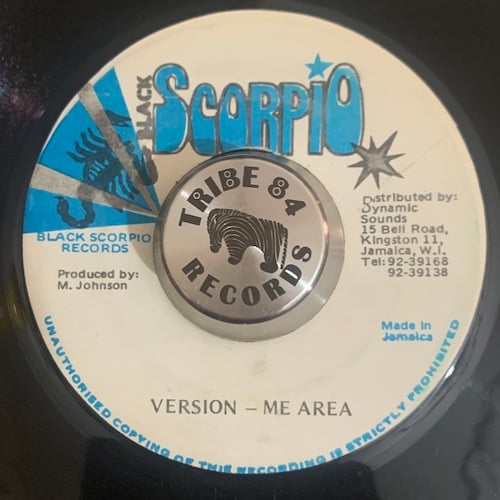 BLACK
SCORPIO
TRIBE 84
RECORDS
BLACK SCORPIO
RECORDS
Produced by:
M. Johnson
Distributed by:
Dynamic
Sounds
15 Bell Road,
Kingston 11,
Jamaica, W.I.
Tel: 92-39168
92-39138
Made in
Jamaica
VERSION – ME AREA
UNAUTHORISED COPYING OF THIS RECORDING IS STRICTLY PROHIBITED